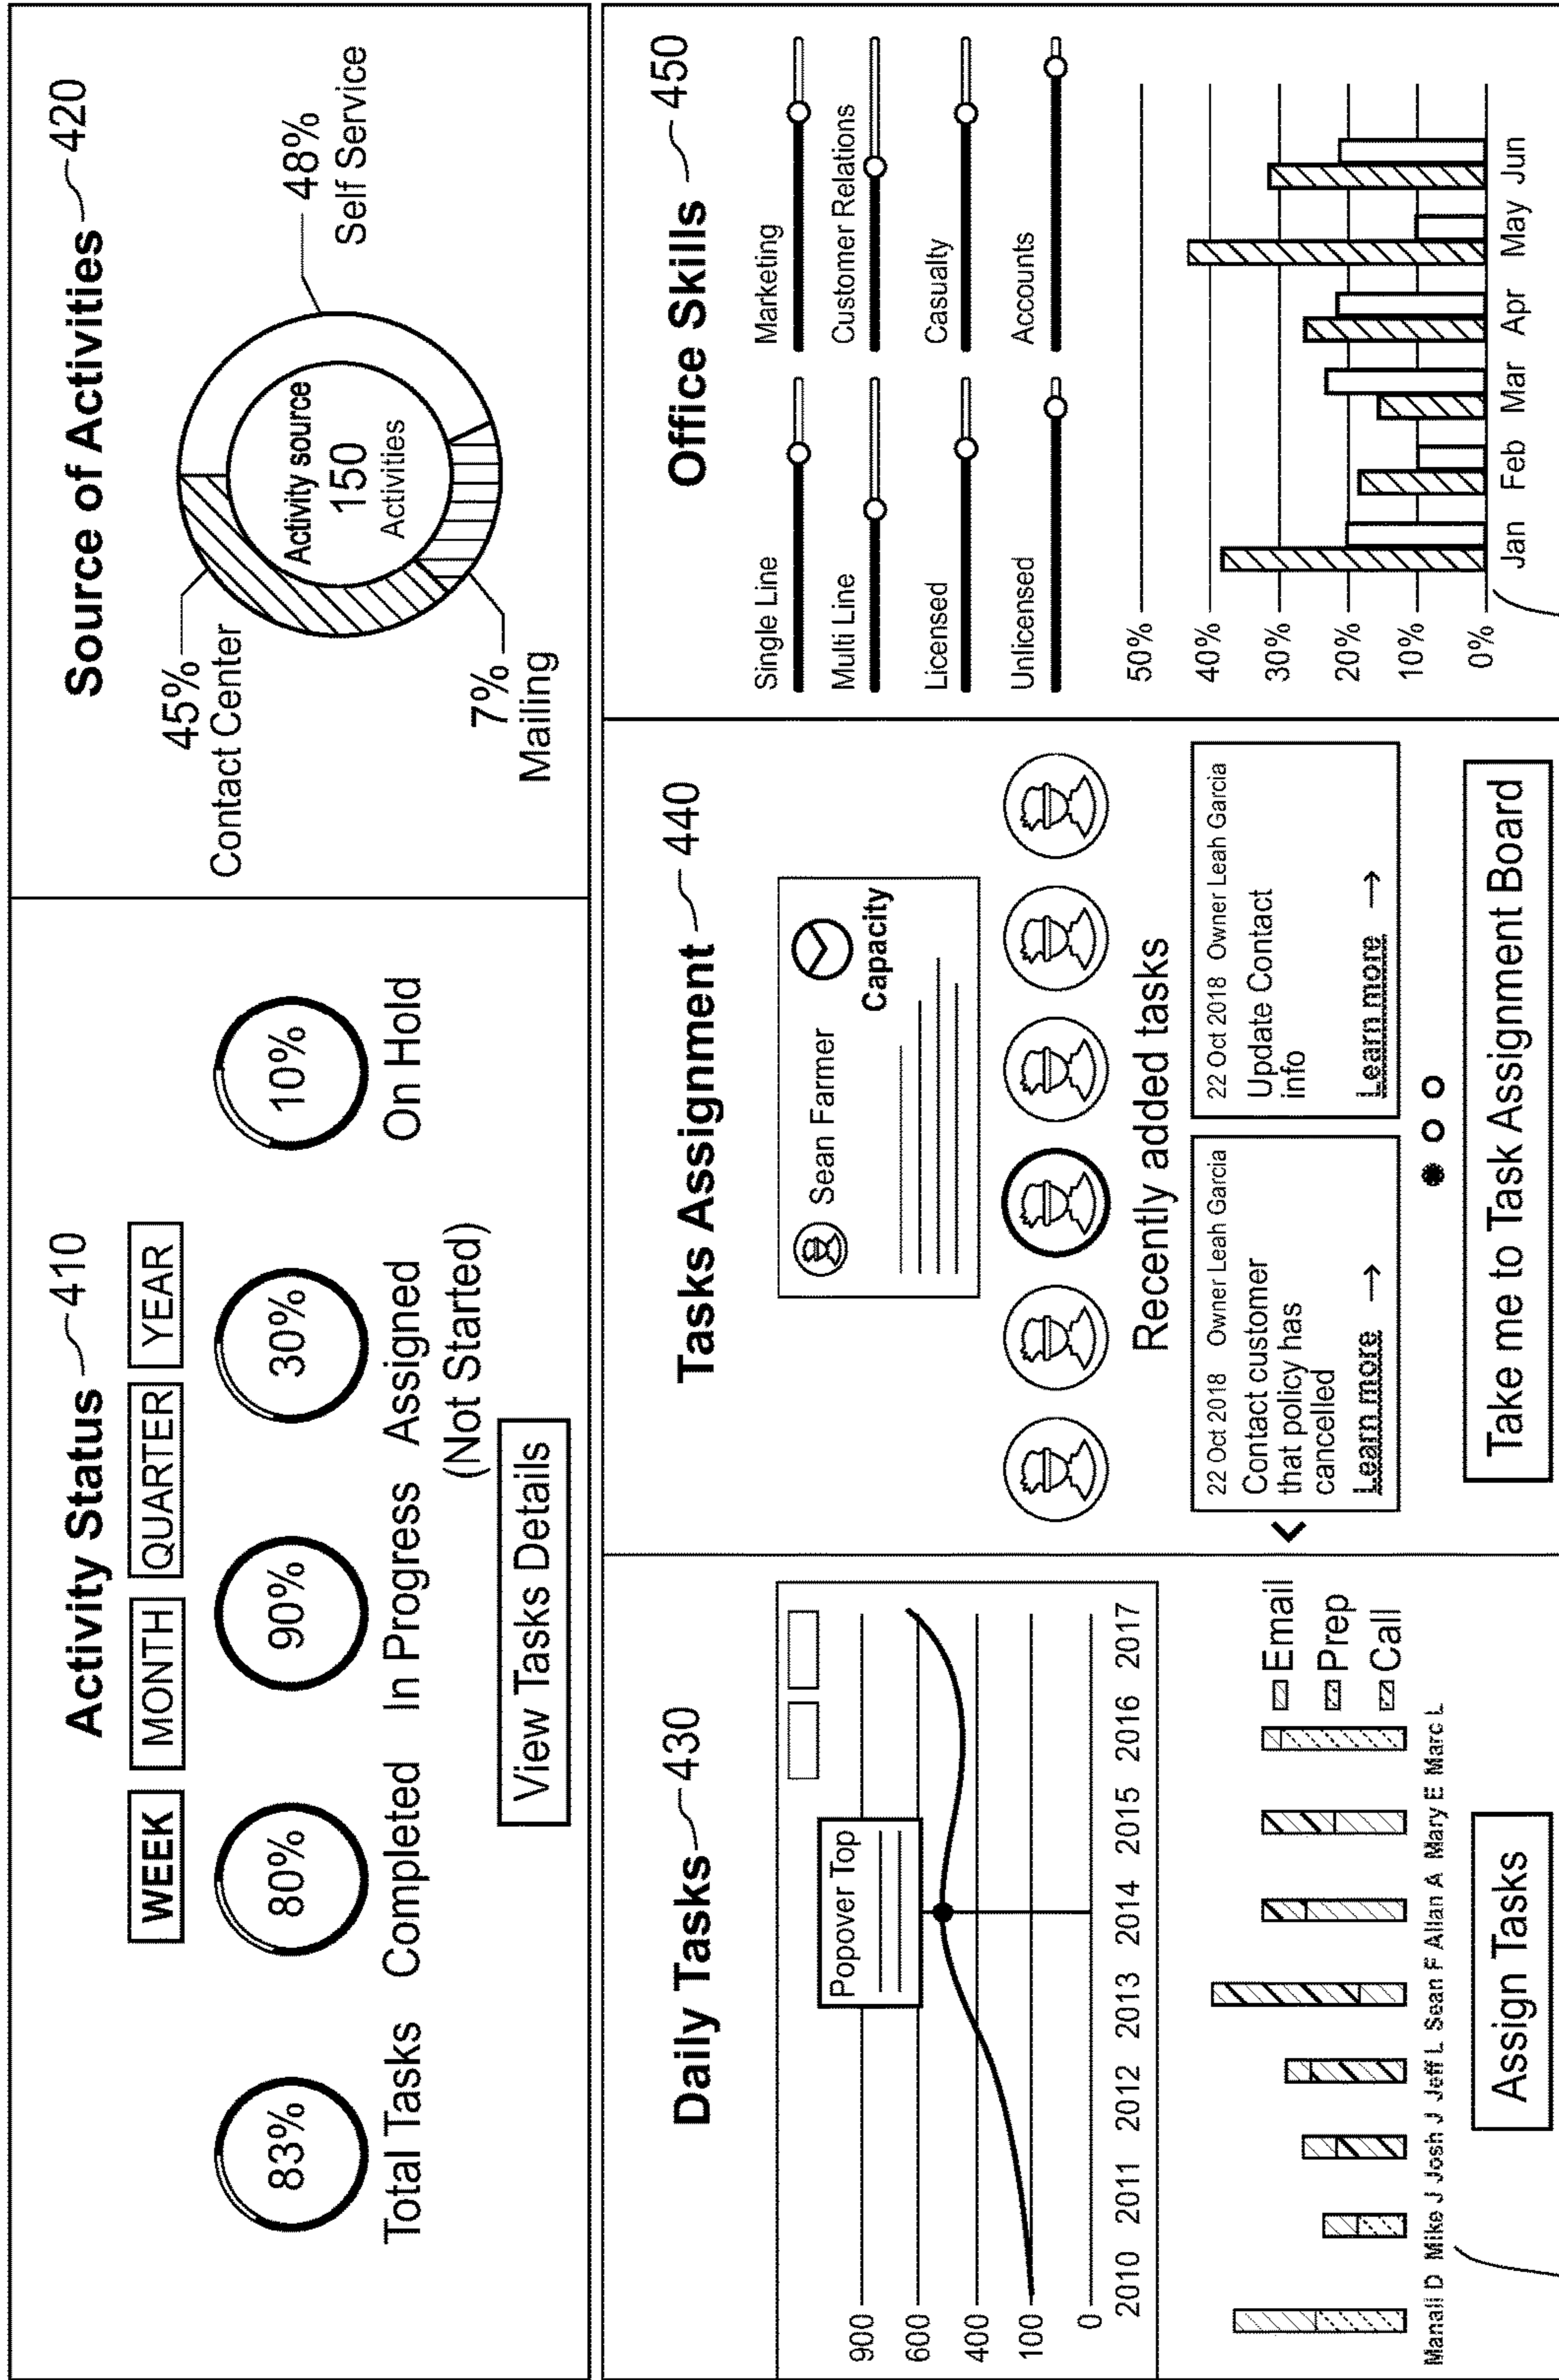 Activity Status 410
WEEK MONTH QUARTER YEAR
83% 80% 90% 30% 10%
Total Tasks Completed In Progress Assigned On Hold
(Not Started)
View Tasks Details
Source of Activities 420
45%
Contact Center
48%
Self Service
Activity source
150
Activities
7%
Mailing
Daily Tasks 430
Popover Top
900
600
400
100
0
2010 2011 2012 2013 2014 2015 2016 2017
Email
Prep
Call
Manali D Mike J Josh J Jeff L Sean F Allan A Mary E Marc L
Assign Tasks
Tasks Assignment 440
Sean Farmer
Capacity
Recently added tasks
22 Oct 2018 Owner Leah Garcia
Contact customer
that policy has
cancelled
Learn more →
22 Oct 2018 Owner Leah Garcia
Update Contact
info
Learn more →
Take me to Task Assignment Board
Office Skills 450
Single Line Marketing
Multi Line Customer Relations
Licensed Casualty
Unlicensed Accounts
50%
40%
30%
20%
10%
0%
Jan Feb Mar Apr May Jun